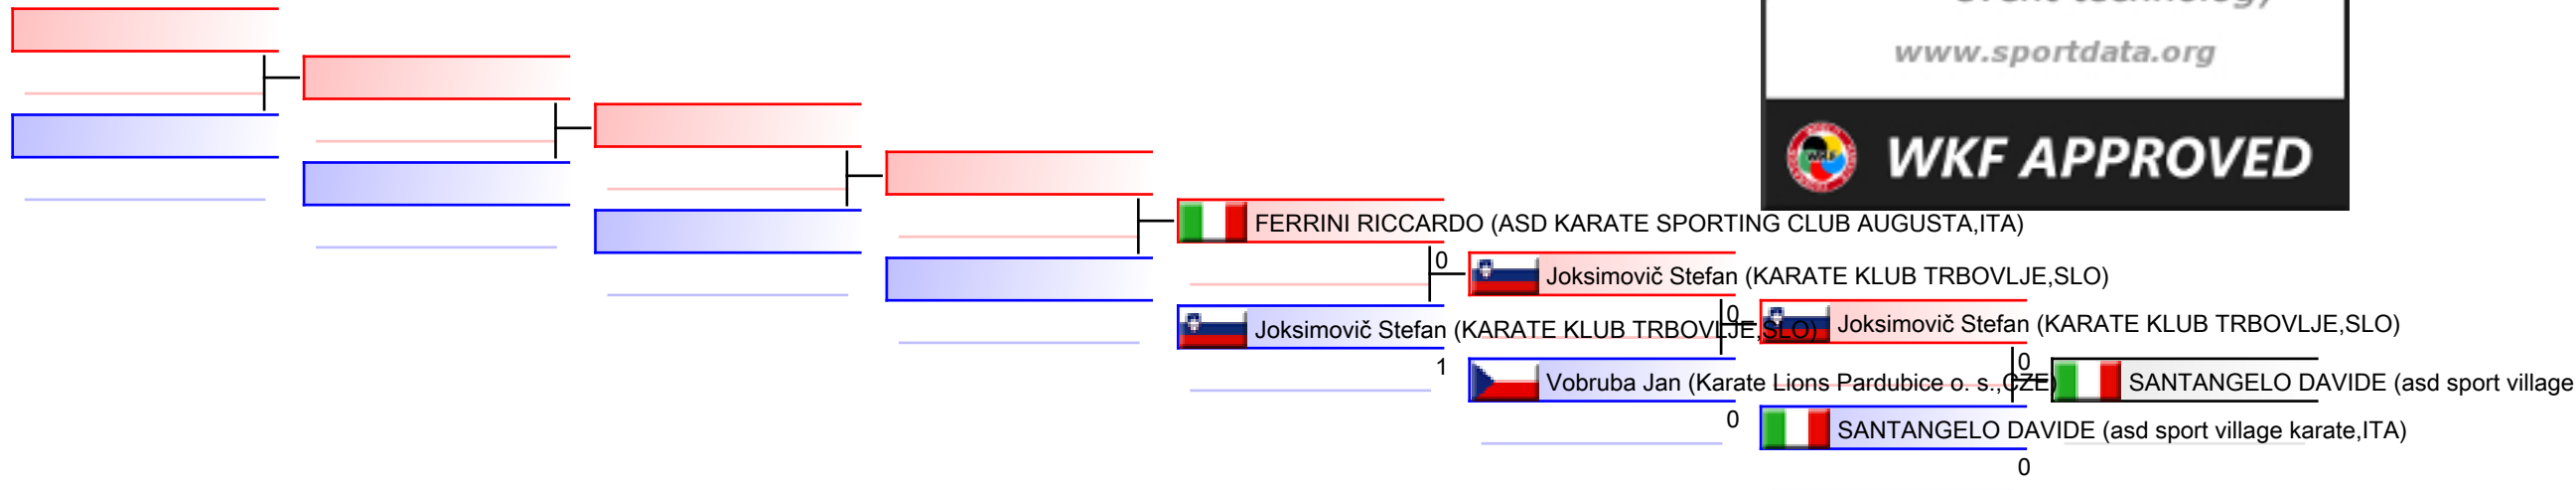 event technology
www.sportdata.org
WKF APPROVED
FERRINI RICCARDO (ASD KARATE SPORTING CLUB AUGUSTA,ITA)
0
Joksimovič Stefan (KARATE KLUB TRBOVLJE,SLO)
0
Joksimovič Stefan (KARATE KLUB TRBOVLJE,SLO)
Joksimovič Stefan (KARATE KLUB TRBOVLJE,SLO)
1
0
Vobruba Jan (Karate Lions Pardubice o. s.,CZE)
SANTANGELO DAVIDE (asd sport village
0
SANTANGELO DAVIDE (asd sport village karate,ITA)
0